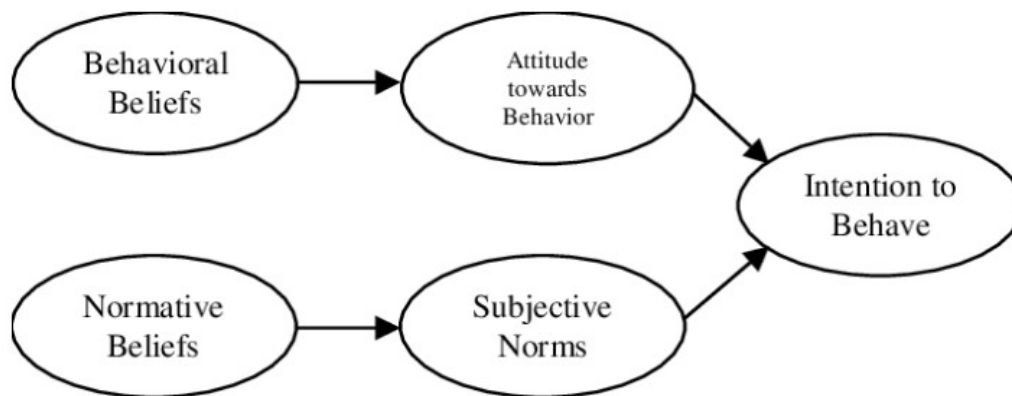 Behavioral
Beliefs
Attitude
towards
Behavior
Intention to
Behave
Normative
Beliefs
Subjective
Norms